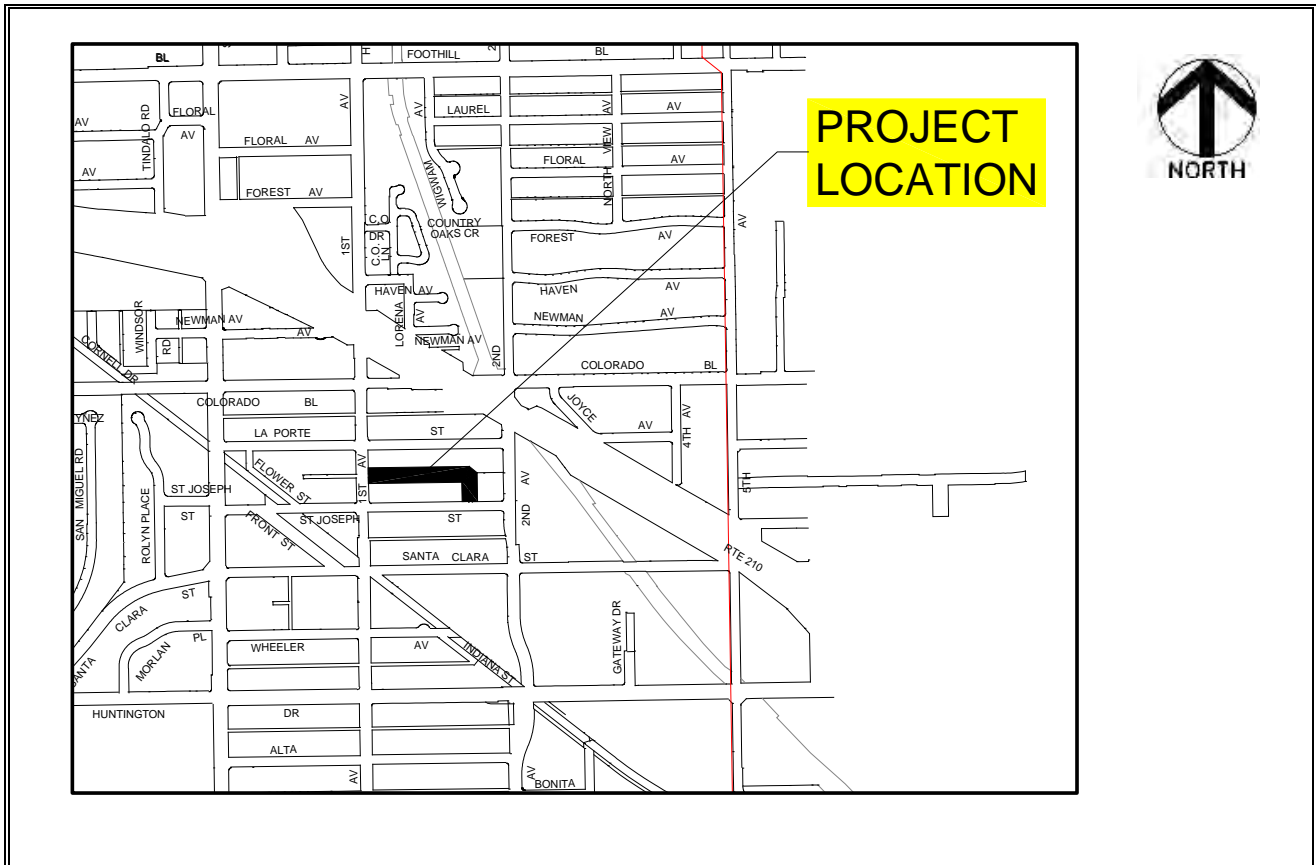 BL
FOOTHILL
BL
AV
TINDALO RD
FLORAL
AV
AV
AV
LAUREL
AV
PROJECT
LOCATION
NORTH
AV
FLORAL AV
WIGWAM
NORTH VIEW AV
FLORAL
AV
AV
FOREST AV
1ST
C.O.
DR
C.O.
LN
COUNTRY
OAKS CR
FOREST
AV
AV
HAVEN AV
HAVEN
AV
WINDSOR
RD
NEWMAN AV
AV
LORENA
AV
NEWMAN AV
NEWMAN
AV
CORNELL DR
2ND
COLORADO
BL
COLORADO
BL
JOYCE
AV
4TH AV
YNEZ
LA PORTE
ST
SAN MIGUEL RD
ROLYN PLACE
ST JOSEPH
ST
FLOWER ST
1ST AV
2ND AV
5TH
FRONT ST
ST JOSEPH
ST
SANTA CLARA
ST
RTE 210
SANTA CLARA ST
MORLAN PL
WHEELER
AV
INDIANA ST
GATEWAY DR
HUNTINGTON
DR
ALTA
AV
AV
BONITA